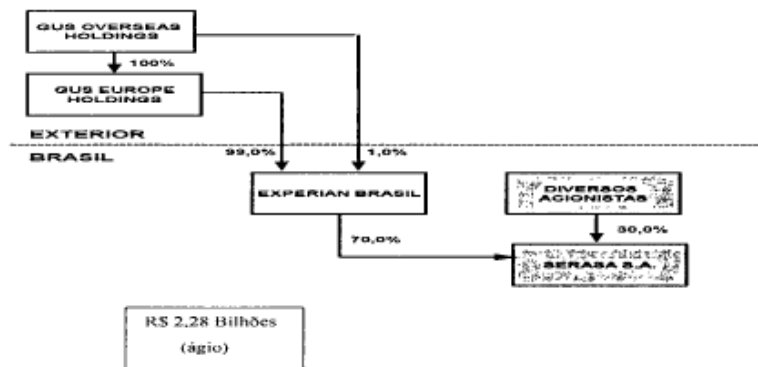 GUS OVERSEAS
HOLDINGS
100%
GUS EUROPE
HOLDINGS
EXTERIOR
BRASIL
99,0%
1,0%
EXPERIAN BRASIL
DIVERSOS
ACIONISTAS
70,0%
30,0%
SERASA S.A.
R$ 2,28 Bilhões
(ágio)